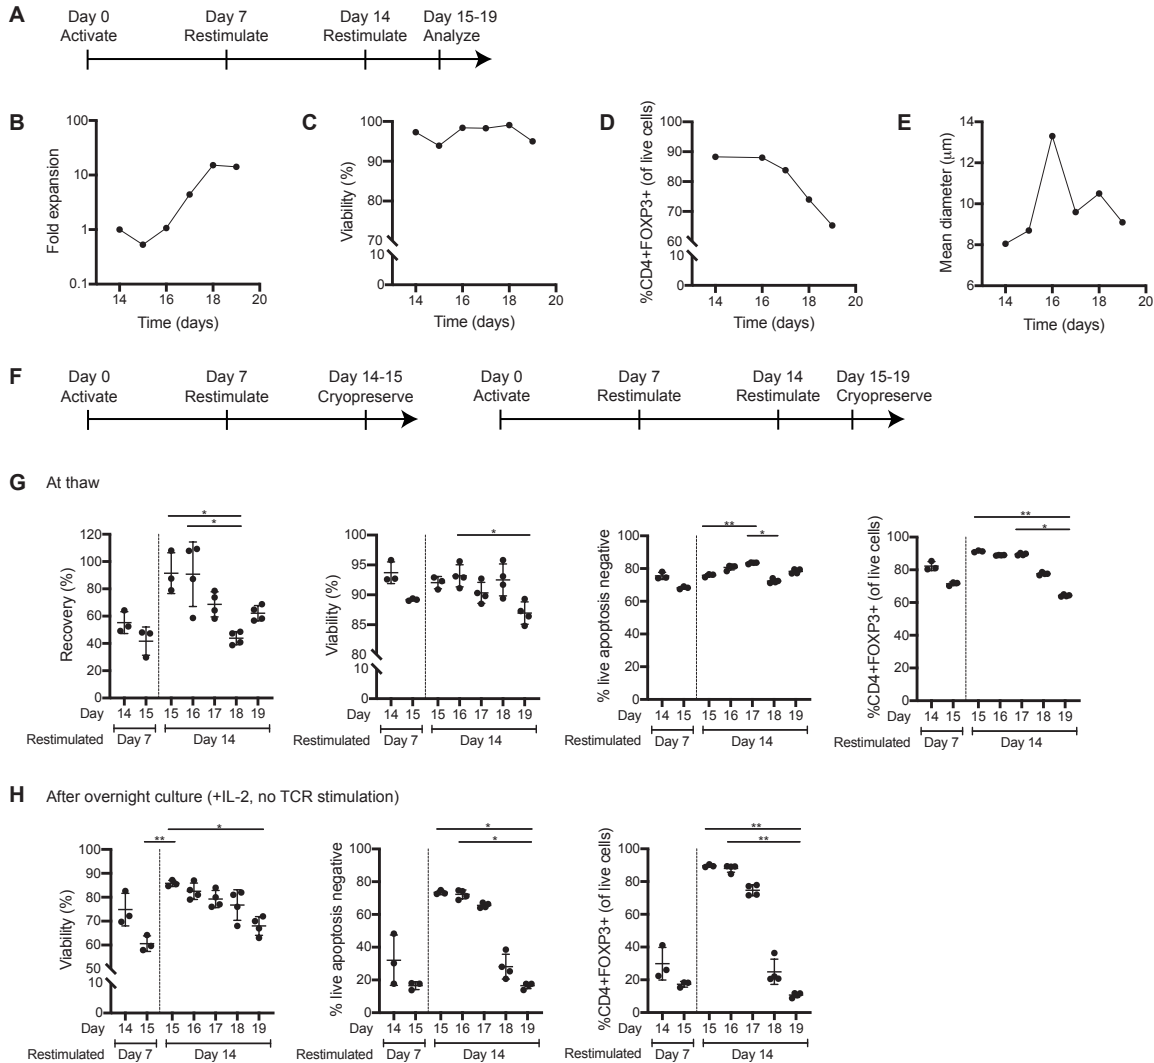 A
Day 0
Activate
Day 7
Restimulate
Day 14
Restimulate
Day 15-19
Analyze
B
Fold expansion
100
10
1
0.1
14 16 18 20
Time (days)
C
Viability (%)
100
90
80
70
10
0
14 16 18 20
Time (days)
D
%CD4+FOXP3+ (of live cells)
100
90
80
70
60
10
0
14 16 18 20
Time (days)
E
Mean diameter (μm)
14
12
10
8
6
14 16 18 20
Time (days)
F
Day 0
Activate
Day 7
Restimulate
Day 14-15
Cryopreserve
Day 0
Activate
Day 7
Restimulate
Day 14
Restimulate
Day 15-19
Cryopreserve
G At thaw
Recovery (%)
120
100
80
60
40
20
0
*
*
Day 14 15 15 16 17 18 19
Restimulated Day 7 Day 14
Viability (%)
100
95
90
85
80
10
0
*
Day 14 15 15 16 17 18 19
Restimulated Day 7 Day 14
% live apoptosis negative
100
80
60
40
20
0
**
*
Day 14 15 15 16 17 18 19
Restimulated Day 7 Day 14
%CD4+FOXP3+ (of live cells)
100
80
60
40
20
0
**
*
Day 14 15 15 16 17 18 19
Restimulated Day 7 Day 14
H After overnight culture (+IL-2, no TCR stimulation)
Viability (%)
100
90
80
70
60
50
10
0
*
**
Day 14 15 15 16 17 18 19
Restimulated Day 7 Day 14
% live apoptosis negative
100
80
60
40
20
0
*
*
Day 14 15 15 16 17 18 19
Restimulated Day 7 Day 14
%CD4+FOXP3+ (of live cells)
100
80
60
40
20
0
**
**
Day 14 15 15 16 17 18 19
Restimulated Day 7 Day 14